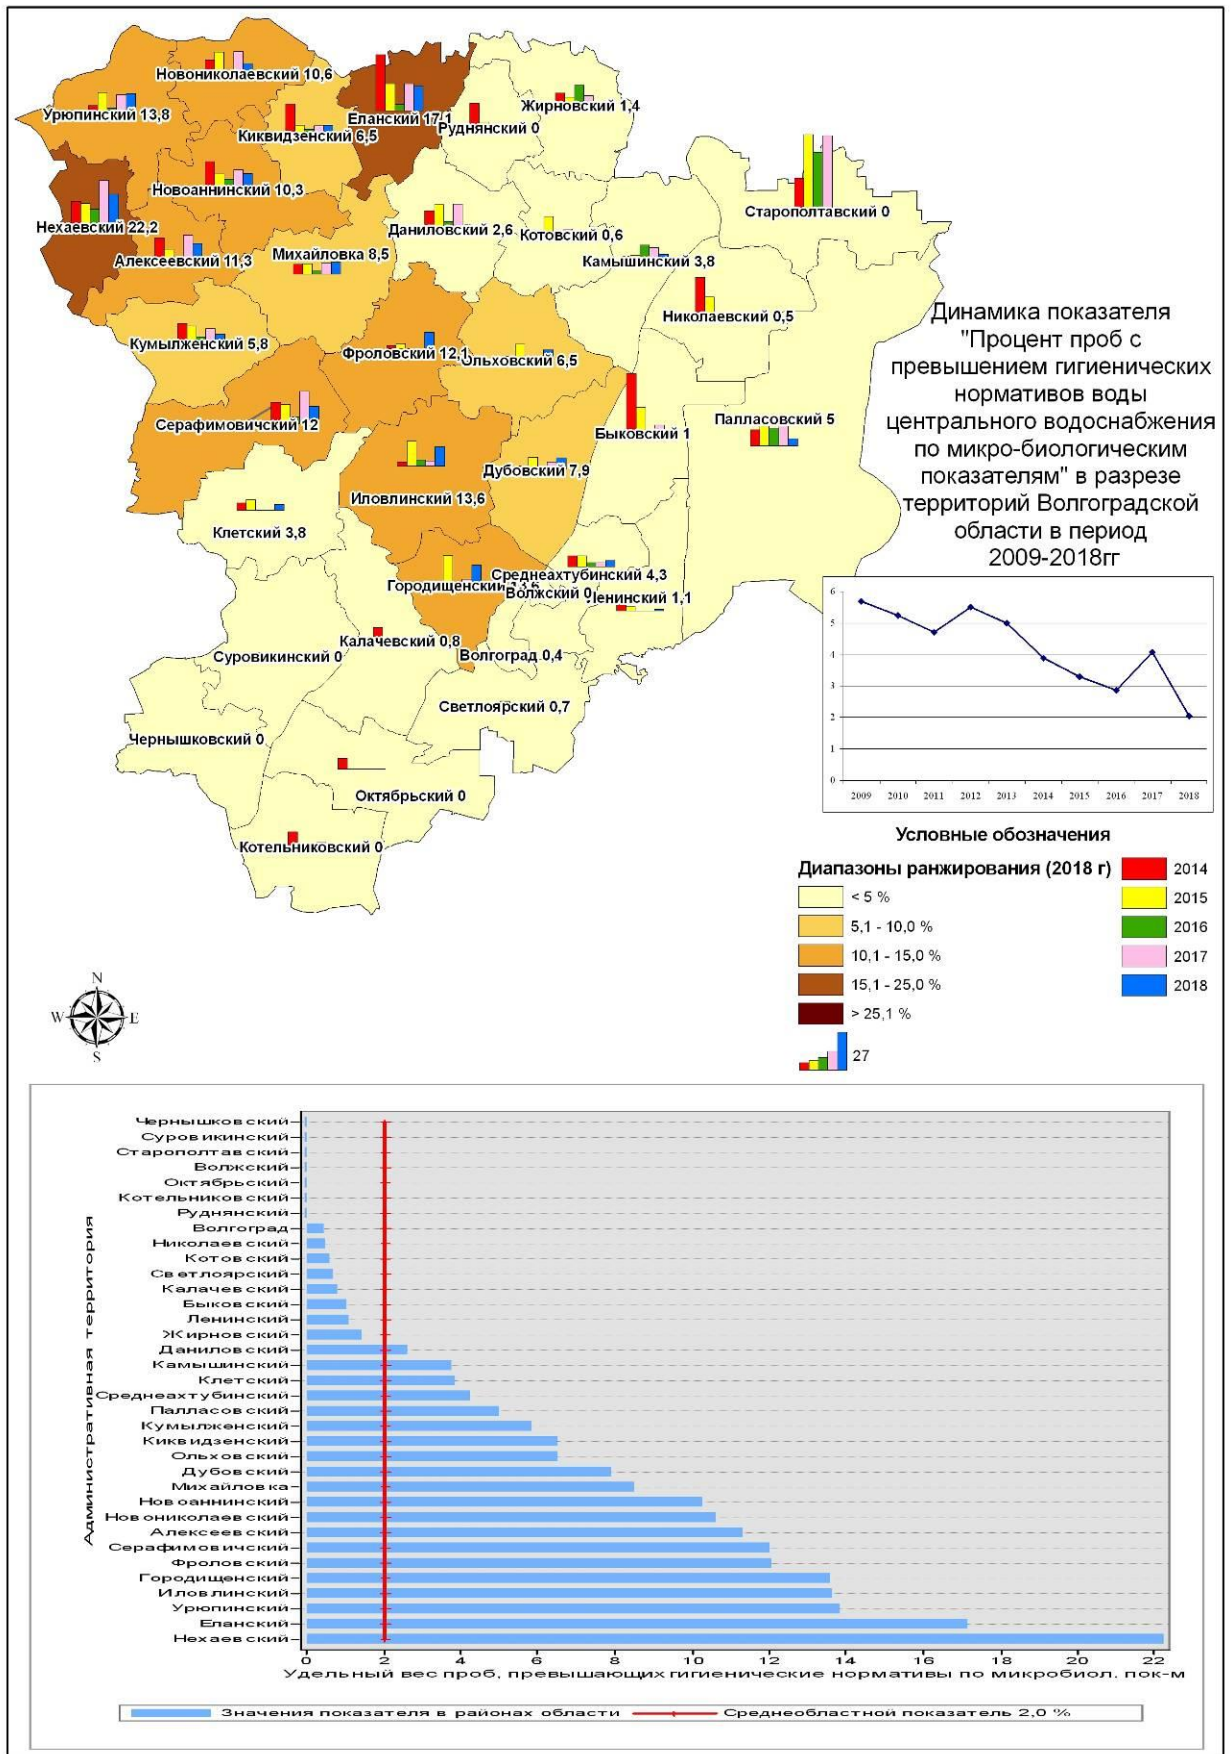 Новониколаевский 10,6
Урюпинский 13,8
Киквидзенский 6,5
Еланский 17,1
Руднянский 0
Жирновский 1,4
Новоаннинский 10,3
Нехаевский 22,2
Алексеевский 11,3
Михайловка 8,5
Даниловский 2,6
Котовский 0,6
Камышинский 3,8
Старополтавский 0
Николаевский 0,5
Кумылженский 5,8
Фроловский 12,1
Ольховский 6,5
Серафимовичский 12
Быковский 1
Палласовский 5
Дубовский 7,9
Иловлинский 13,6
Клетский 3,8
Городищенский 13,6
Среднеахтубинский 4,3
Волжский 0
Ленинский 1,1
Калачевский 0,8
Волгоград 0,4
Суровикинский 0
Светлоярский 0,7
Чернышковский 0
Октябрьский 0
Котельниковский 0
Динамика показателя
"Процент проб с
превышением гигиенических
нормативов воды
центрального водоснабжения
по микро-биологическим
показателям" в разрезе
территорий Волгоградской
области в период
2009-2018гг
6
5
4
3
2
1
0
2009 2010 2011 2012 2013 2014 2015 2016 2017 2018
Условные обозначения
Диапазоны ранжирования (2018 г)
< 5 %
5,1 - 10,0 %
10,1 - 15,0 %
15,1 - 25,0 %
> 25,1 %
27
2014
2015
2016
2017
2018
N
W E
S
Административная территория
Чернышковский
Суровикинский
Старополтавский
Волжский
Октябрьский
Котельниковский
Руднянский
Волгоград
Николаевский
Котовский
Светлоярский
Калачевский
Быковский
Ленинский
Жирновский
Даниловский
Камышинский
Клетский
Среднеахтубинский
Палласовский
Кумылженский
Киквидзенский
Ольховский
Дубовский
Михайловка
Новоаннинский
Новониколаевский
Алексеевский
Серафимовичский
Фроловский
Городищенский
Иловлинский
Урюпинский
Еланский
Нехаевский
0 2 4 6 8 10 12 14 16 18 20 22
Удельный вес проб, превышающих гигиенические нормативы по микробиол. пок-м
Значения показателя в районах области Среднеобластной показатель 2,0 %